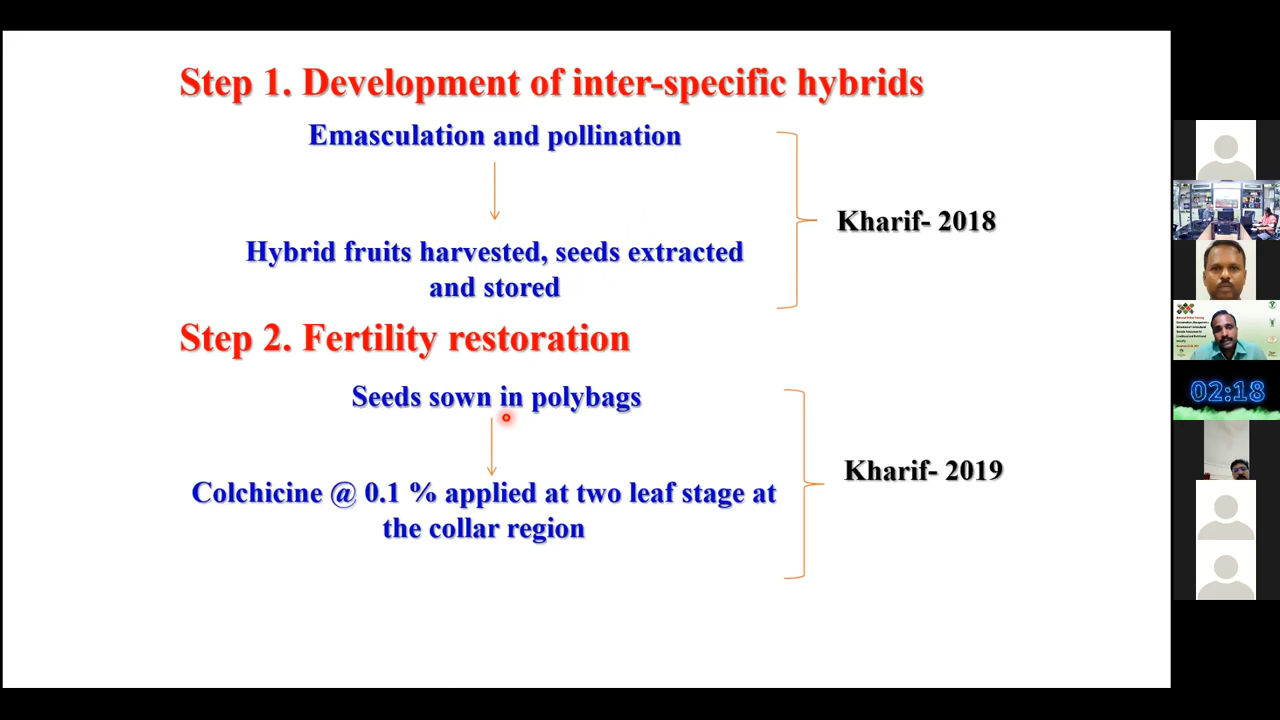 Step 1. Development of inter-specific hybrids
Emasculation and pollination
Hybrid fruits harvested, seeds extracted
and stored
Kharif- 2018
Step 2. Fertility restoration
Seeds sown in polybags
Colchicine @ 0.1 % applied at two leaf stage at
the collar region
Kharif- 2019
02:18